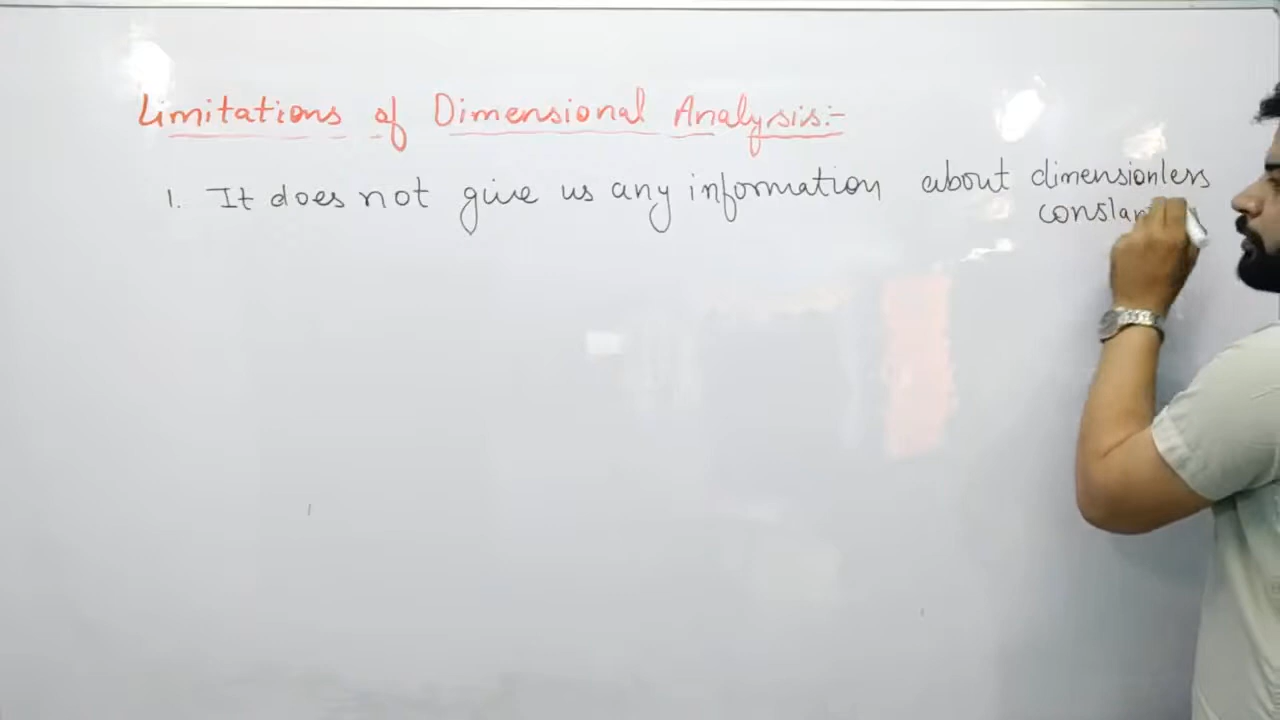 Limitations of Dimensional Analysis:-
1. It does not give us any information about dimensionless